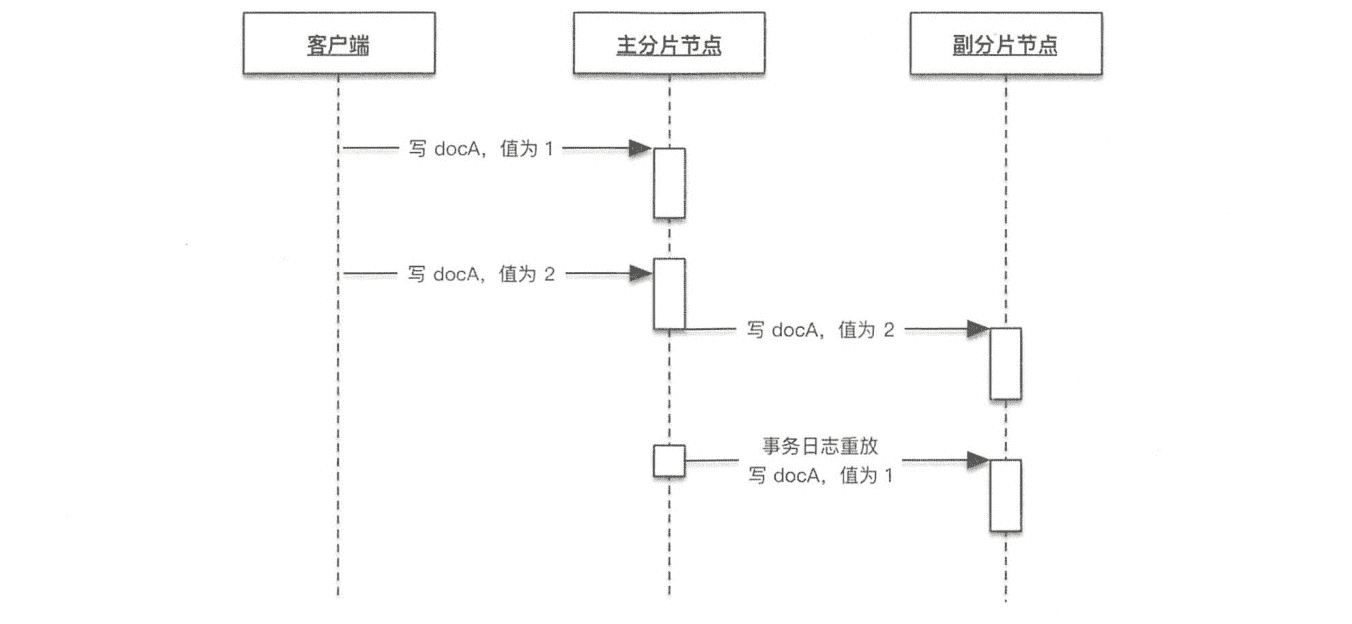 客户端
主分片节点
副分片节点
写 docA，值为 1
写 docA，值为 2
写 docA，值为 2
事务日志重放
写 docA，值为 1